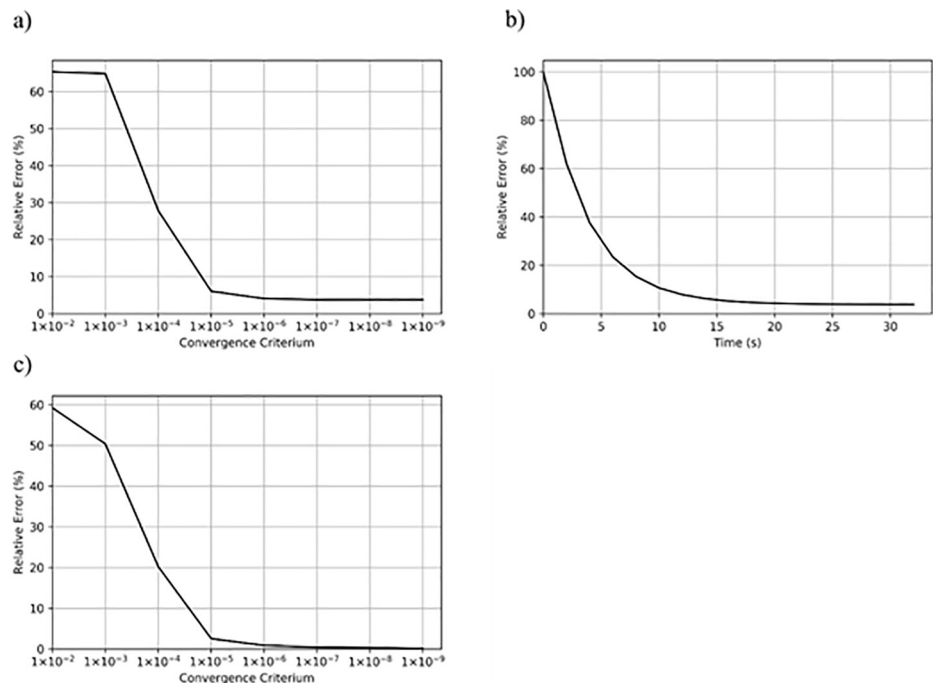 a)
Relative Error (%)
60
50
40
30
20
10
0
1×10⁻² 1×10⁻³ 1×10⁻⁴ 1×10⁻⁵ 1×10⁻⁶ 1×10⁻⁷ 1×10⁻⁸ 1×10⁻⁹
Convergence Criterium
b)
Relative Error (%)
100
80
60
40
20
0
0 5 10 15 20 25 30
Time (s)
c)
Relative Error (%)
60
50
40
30
20
10
0
1×10⁻² 1×10⁻³ 1×10⁻⁴ 1×10⁻⁵ 1×10⁻⁶ 1×10⁻⁷ 1×10⁻⁸ 1×10⁻⁹
Convergence Criterium